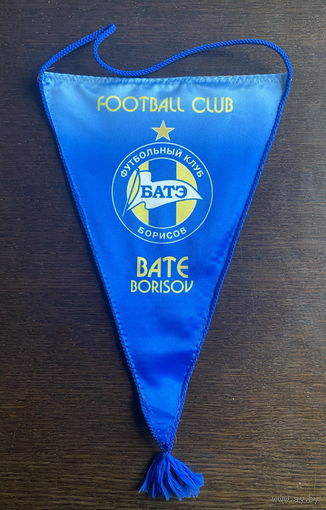 FOOTBALL CLUB
ФУТБОЛЬНЫЙ КЛУБ
БАТЭ
БОРИСОВ
BATE
BORISOV